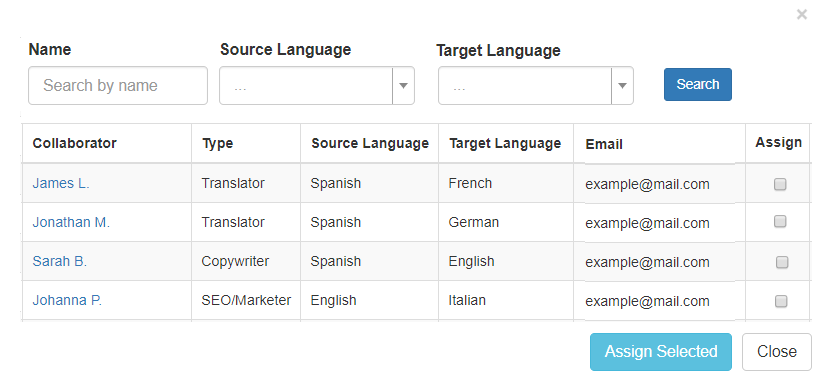 ×
Name Source Language Target Language
Search by name ... ... Search
Collaborator Type Source Language Target Language Email Assign
James L. Translator Spanish French example@mail.com
Jonathan M. Translator Spanish German example@mail.com
Sarah B. Copywriter Spanish English example@mail.com
Johanna P. SEO/Marketer English Italian example@mail.com
Assign Selected Close